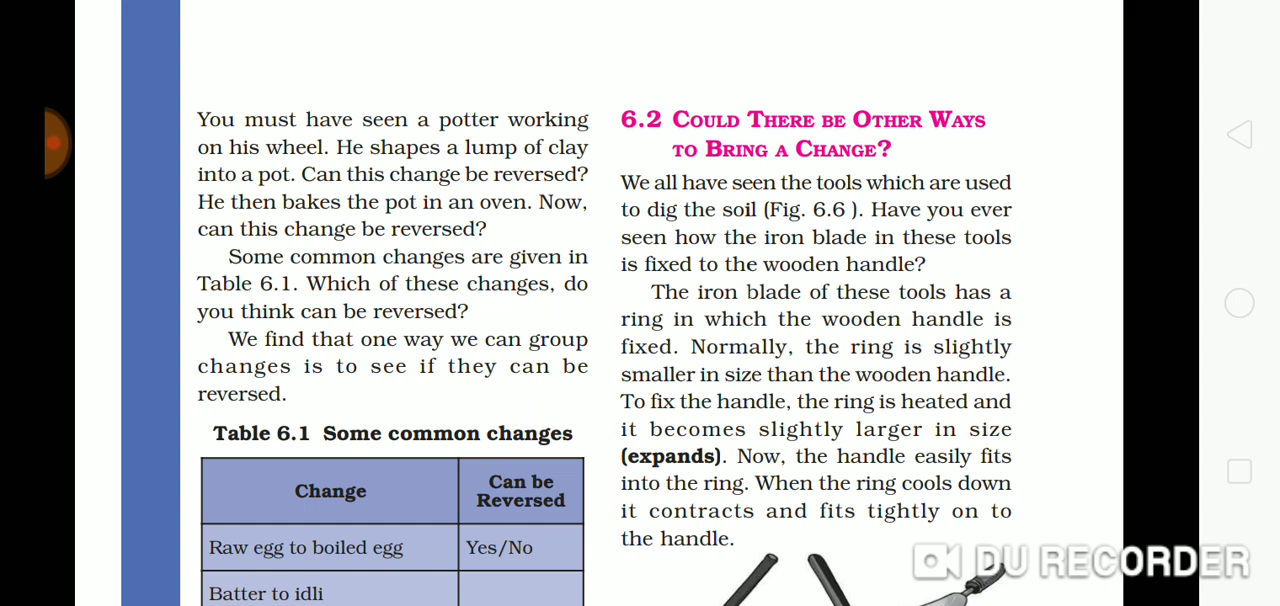 You must have seen a potter working
on his wheel. He shapes a lump of clay
into a pot. Can this change be reversed?
He then bakes the pot in an oven. Now,
can this change be reversed?
Some common changes are given in
Table 6.1. Which of these changes, do
you think can be reversed?
We find that one way we can group
changes is to see if they can be
reversed.
Table 6.1 Some common changes
Change
Can be
Reversed
Raw egg to boiled egg
Yes/No
Batter to idli
6.2 Could There be Other Ways
to Bring a Change?
We all have seen the tools which are used
to dig the soil (Fig. 6.6 ). Have you ever
seen how the iron blade in these tools
is fixed to the wooden handle?
The iron blade of these tools has a
ring in which the wooden handle is
fixed. Normally, the ring is slightly
smaller in size than the wooden handle.
To fix the handle, the ring is heated and
it becomes slightly larger in size
(expands). Now, the handle easily fits
into the ring. When the ring cools down
it contracts and fits tightly on to
the handle.
DU RECORDER